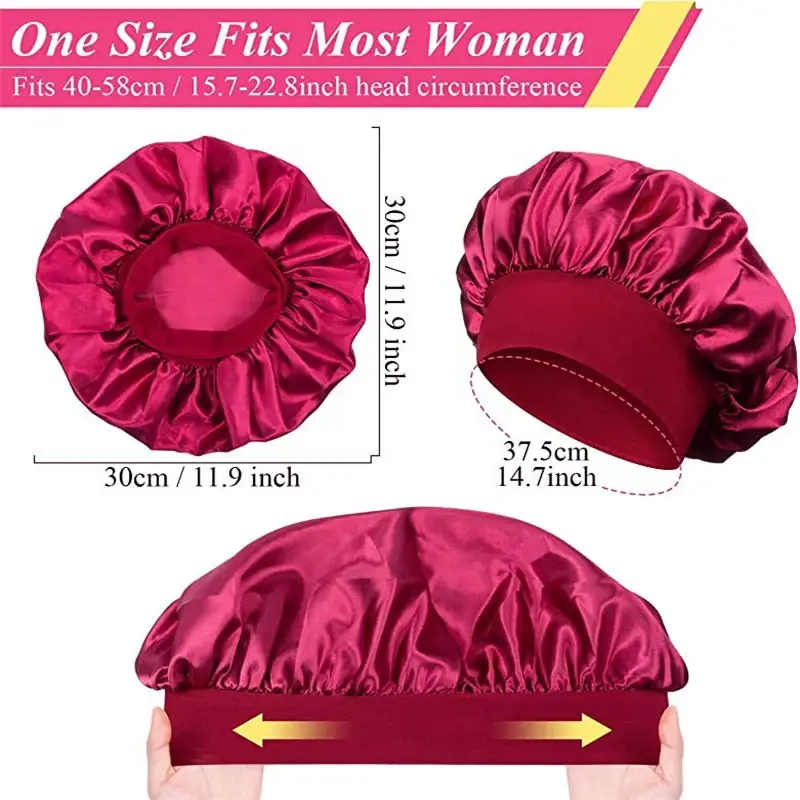 One Size Fits Most Woman
Fits 40-58cm / 15.7-22.8inch head circumference
30cm / 11.9 inch
30cm / 11.9 inch
37.5cm
14.7inch